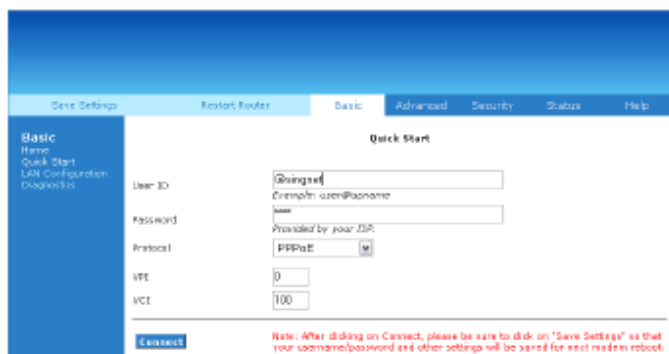 Save Settings Restart Router Basic Advanced Security Status Help
Basic
Home
Quick Start
LAN Configuration
Diagnostics
Quick Start
User ID @singnet
Example: user@ispname
Password ****
Provided by your ISP.
Protocol PPPoE
VPI 0
VCI 100
Connect
Note: After clicking on Connect, please be sure to click on "Save Settings" so that
your username/password and other settings will be saved for next modem reboot.